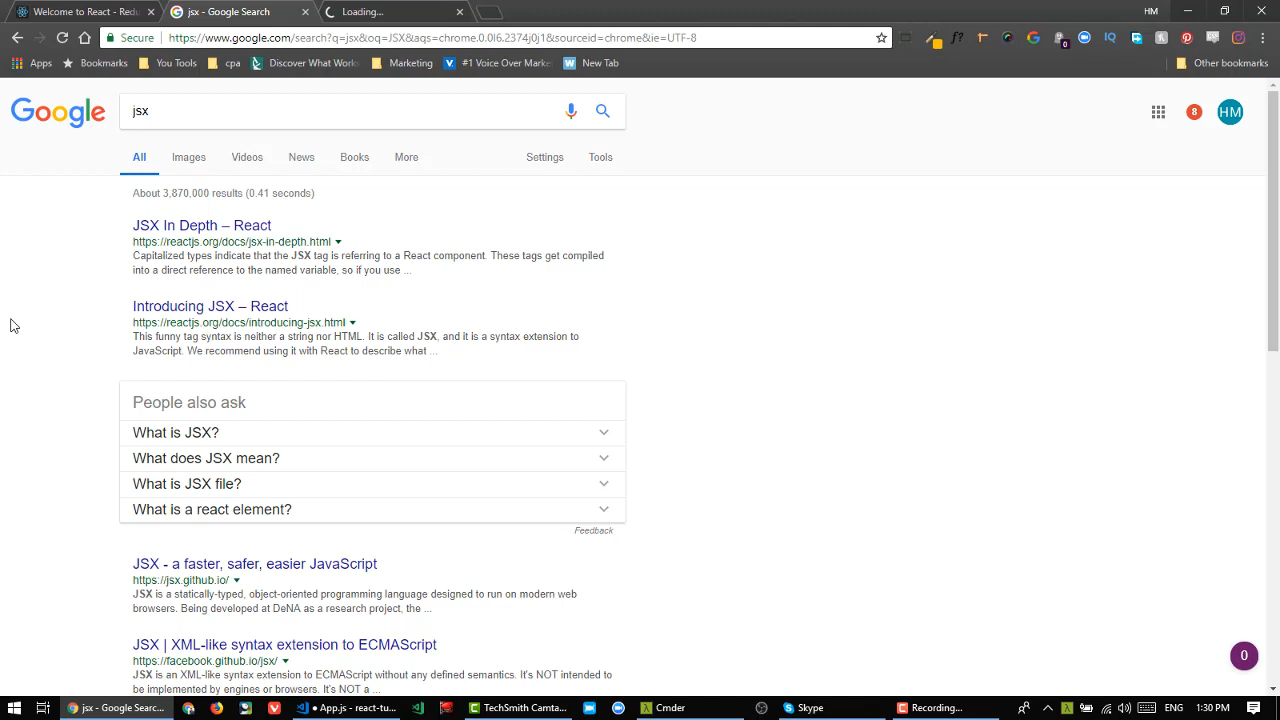 Welcome to React - Redu
jsx - Google Search
Loading...
HM
Secure
https://www.google.com/search?q=jsx&oq=JSX&aqs=chrome.0.0l6.2374j0j1&sourceid=chrome&ie=UTF-8
Apps
Bookmarks
You Tools
cpa
Discover What Works
Marketing
#1 Voice Over Marke
New Tab
Other bookmarks
Google
jsx
8
HM
All
Images
Videos
News
Books
More
Settings
Tools
About 3,870,000 results (0.41 seconds)
JSX In Depth – React
https://reactjs.org/docs/jsx-in-depth.html
Capitalized types indicate that the JSX tag is referring to a React component. These tags get compiled
into a direct reference to the named variable, so if you use ...
Introducing JSX – React
https://reactjs.org/docs/introducing-jsx.html
This funny tag syntax is neither a string nor HTML. It is called JSX, and it is a syntax extension to
JavaScript. We recommend using it with React to describe what ...
People also ask
What is JSX?
What does JSX mean?
What is JSX file?
What is a react element?
Feedback
JSX - a faster, safer, easier JavaScript
https://jsx.github.io/
JSX is a statically-typed, object-oriented programming language designed to run on modern web
browsers. Being developed at DeNA as a research project, the ...
JSX | XML-like syntax extension to ECMAScript
https://facebook.github.io/jsx/
JSX is an XML-like syntax extension to ECMAScript without any defined semantics. It's NOT intended to
be implemented by engines or browsers. It's NOT a ...
0
jsx - Google Searc...
App.js - react-tu...
TechSmith Camta...
Cmder
Skype
Recording...
ENG
1:30 PM